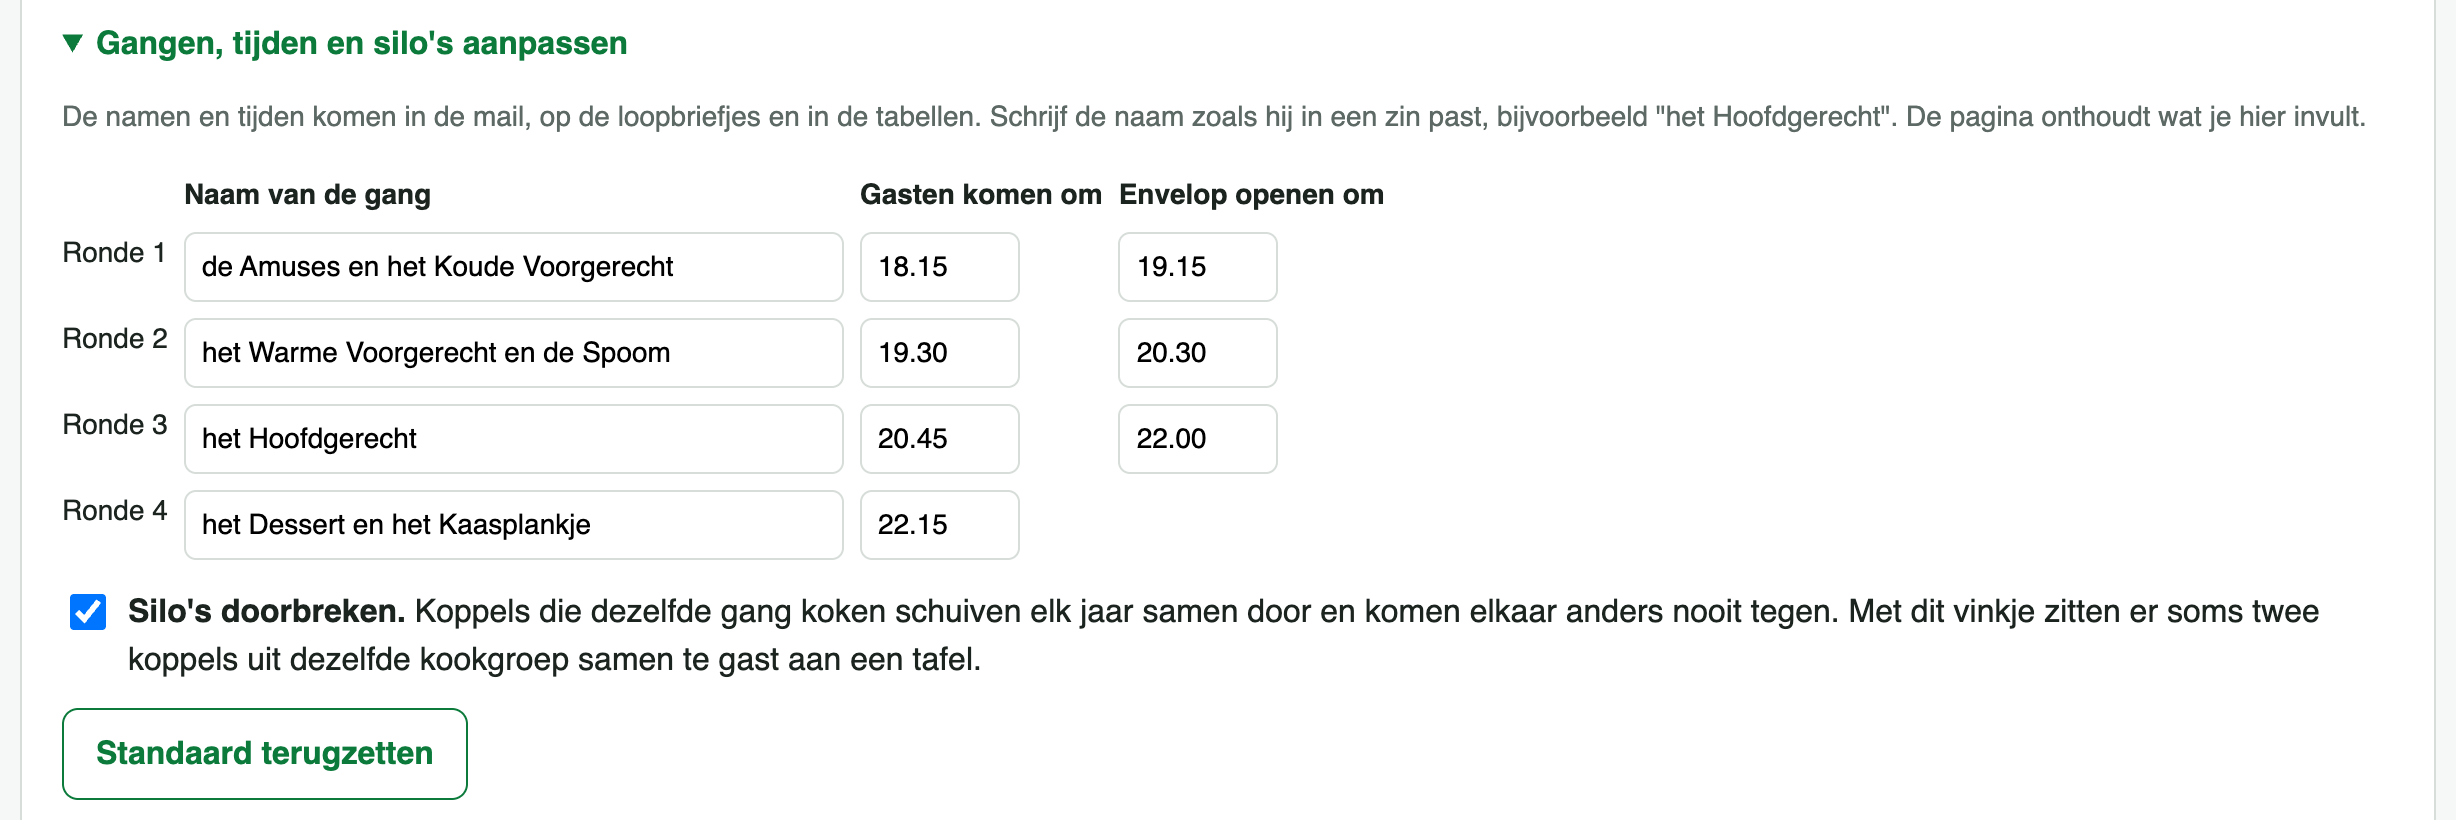 ▼ Gangen, tijden en silo's aanpassen
De namen en tijden komen in de mail, op de loopbriefjes en in de tabellen. Schrijf de naam zoals hij in een zin past, bijvoorbeeld "het Hoofdgerecht". De pagina onthoudt wat je hier invult.
Naam van de gang Gasten komen om Envelop openen om
Ronde 1 de Amuses en het Koude Voorgerecht 18.15 19.15
Ronde 2 het Warme Voorgerecht en de Spoom 19.30 20.30
Ronde 3 het Hoofdgerecht 20.45 22.00
Ronde 4 het Dessert en het Kaasplankje 22.15
Silo's doorbreken. Koppels die dezelfde gang koken schuiven elk jaar samen door en komen elkaar anders nooit tegen. Met dit vinkje zitten er soms twee
koppels uit dezelfde kookgroep samen te gast aan een tafel.
Standaard terugzetten